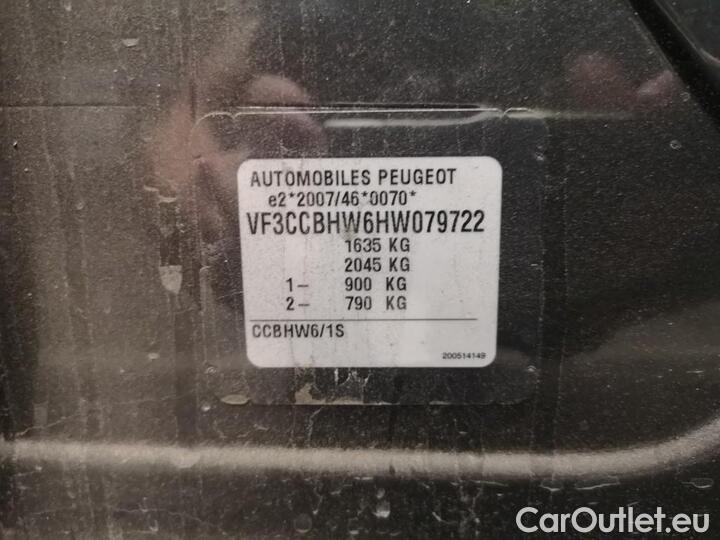 AUTOMOBILES PEUGEOT
e2*2007/46*0070*
VF3CCBHW6HW079722
1635 KG
2045 KG
1- 900 KG
2- 790 KG
CCBHW6/1S
200514149
CarOutlet.eu